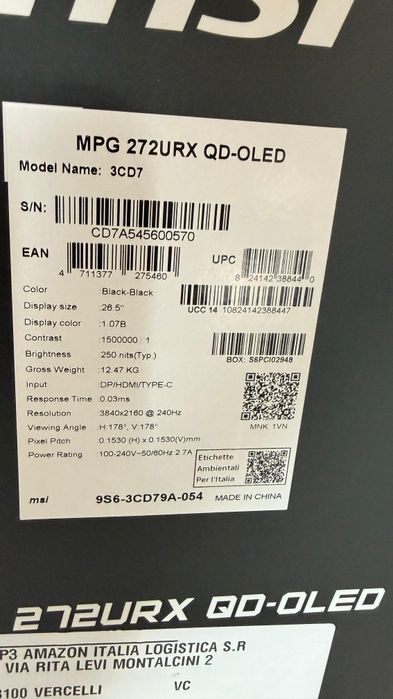 msi
MPG 272URX QD-OLED
Model Name: 3CD7
S/N:
CD7A545600570
EAN
4 711377 275460
UPC
8 24142 38844 0
UCC 14 10824142388447
Color :Black-Black
Display size :26.5"
Display color :1.07B
Contrast :1500000 : 1
Brightness :250 nits(Typ.)
Gross Weight :12.47 KG
Input :DP/HDMI/TYPE-C
Response Time :0.03ms
Resolution :3840x2160 @ 240Hz
Viewing Angle :H:178°, V:178°
Pixel Pitch :0.1530 (H) x 0.1530(V)mm
Power Rating :100-240V~50/60Hz 2.7A
BOX: S6PCI02948
MNK 1VN
Etichette
Ambientali
Per l'Italia
msi 9S6-3CD79A-054 MADE IN CHINA
272URX QD-OLED
P3 AMAZON ITALIA LOGISTICA S.R
VIA RITA LEVI MONTALCINI 2
100 VERCELLI VC